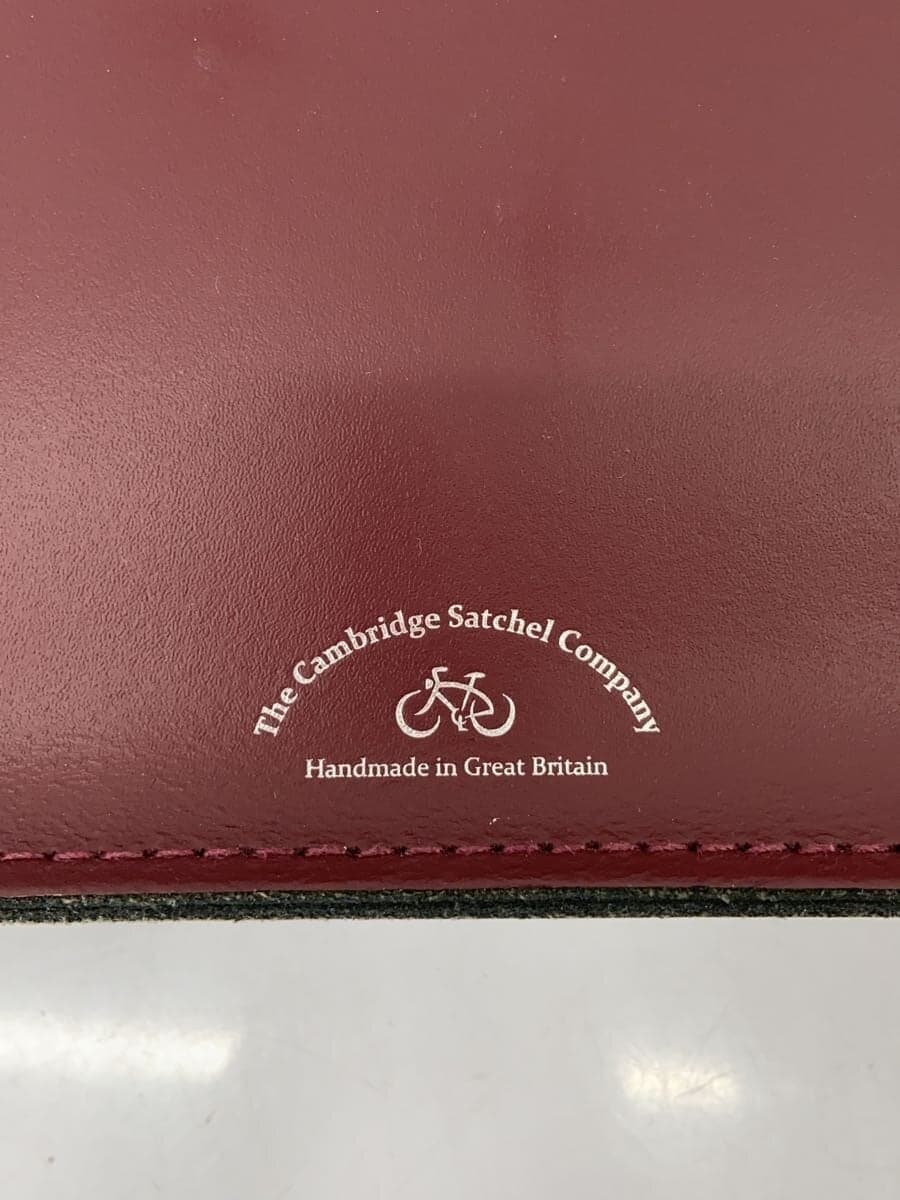 The Cambridge Satchel Company
Handmade in Great Britain